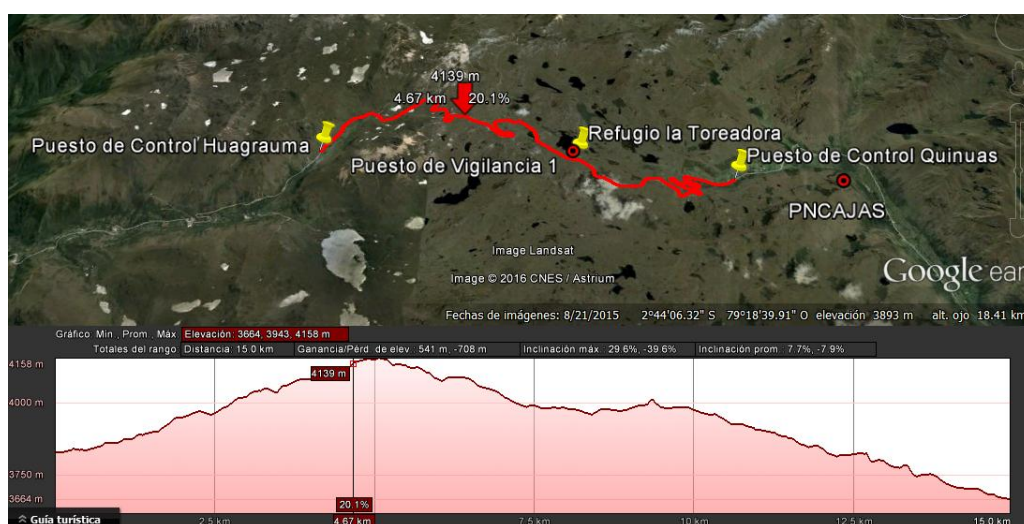 4139 m
4.67 km 20.1%
Puesto de Control Huagrauma
Refugio la Toreadora
Puesto de Vigilancia 1
Puesto de Control Quinuas
PNCAJAS
Image Landsat
Image © 2016 CNES / Astrium
Google ear
Fechas de imágenes: 8/21/2015 2°44'06.32" S 79°18'39.91" O elevación 3893 m alt. ojo 18.41 km
Gráfico Mín., Prom., Máx Elevación: 3664, 3943, 4158 m
Totales del rango Distancia: 15.0 km Ganancia/Pérd. de elev.: 541 m, -708 m Inclinación máx: 29.6%, -39.6% Inclinación prom.: 7.7%, -7.9%
4158 m
4139 m
4000 m
3750 m
3664 m
20.1%
Guía turística 2.5 km 4.67 km 7.5 km 10 km 12.5 km 15.0 km